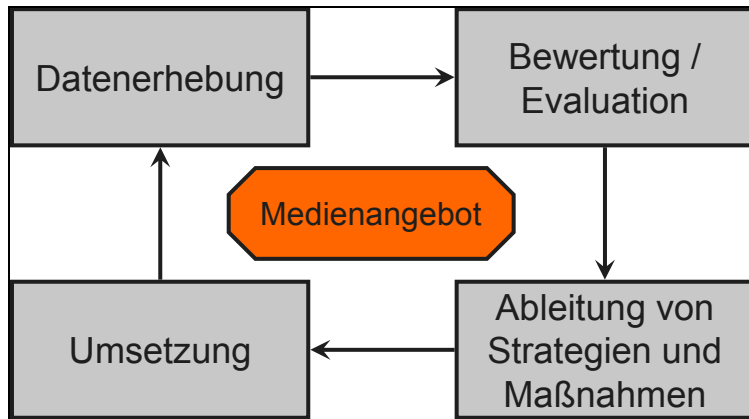 Datenerhebung
Bewertung /
Evaluation
Medienangebot
Umsetzung
Ableitung von
Strategien und
Maßnahmen